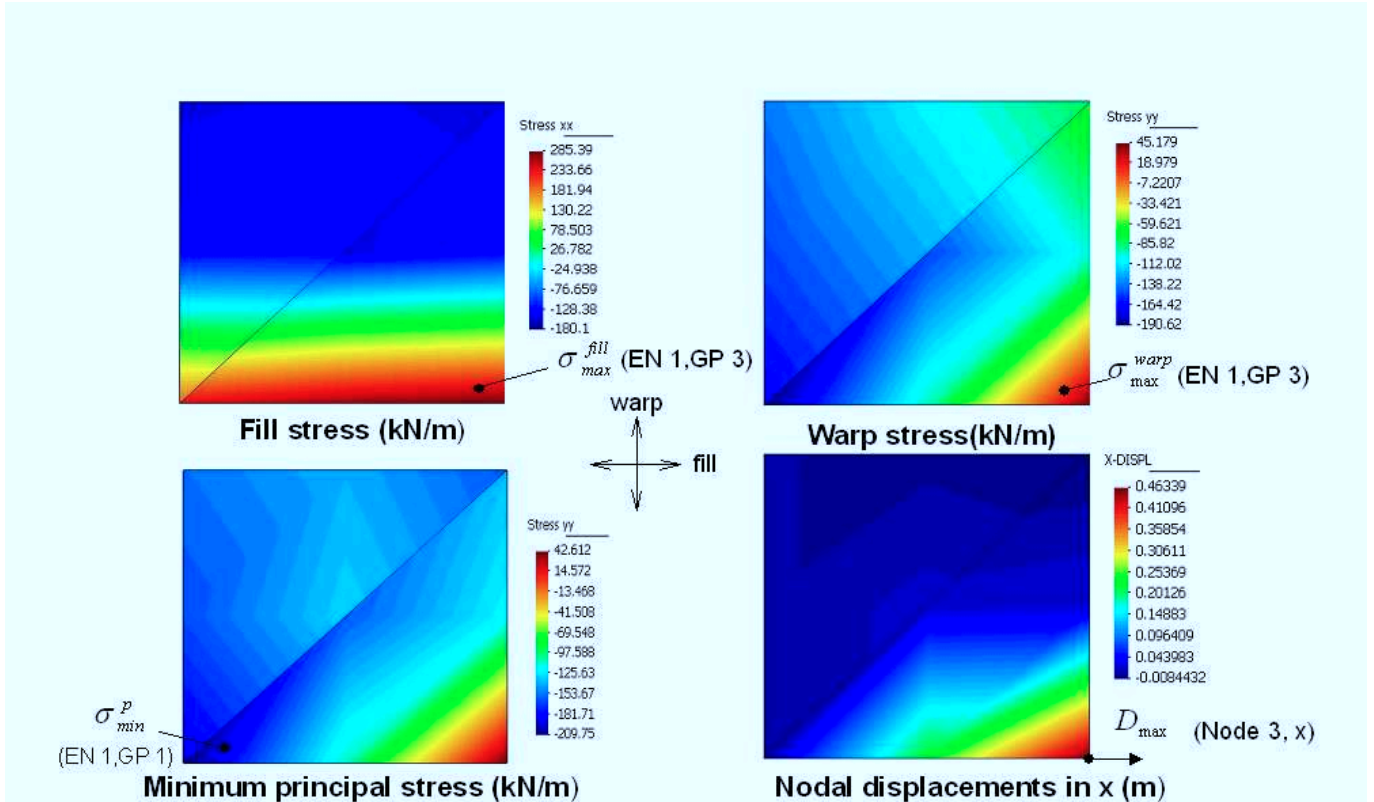 Stress xx
285.39
233.66
181.94
130.22
78.503
26.782
-24.938
-76.659
-128.38
-180.1
σ fill max (EN 1,GP 3)
Fill stress (kN/m)
Stress yy
45.179
18.979
-7.2207
-33.421
-59.621
-85.82
-112.02
-138.22
-164.42
-190.62
σ warp max (EN 1,GP 3)
Warp stress(kN/m)
warp
fill
Stress yy
42.612
14.572
-13.468
-41.508
-69.548
-97.588
-125.63
-153.67
-181.71
-209.75
σ p min
(EN 1,GP 1)
Minimum principal stress (kN/m)
X-DISPL
0.46339
0.41096
0.35854
0.30611
0.25369
0.20126
0.14883
0.096409
0.043983
-0.0084432
D max (Node 3, x)
Nodal displacements in x (m)